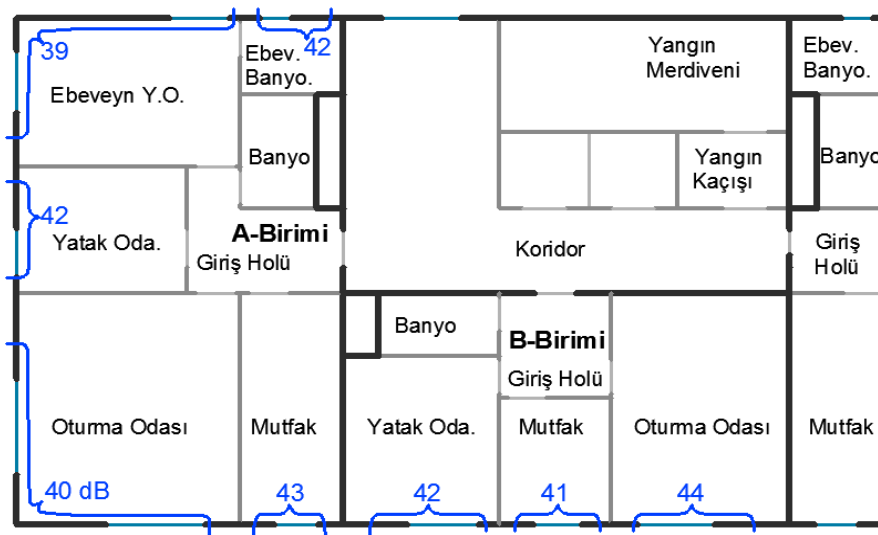 39
42
Ebev.
Banyo.
Ebeveyn Y.O.
Banyo
Yangın
Merdiveni
Yangın
Kaçışı
Ebev.
Banyo.
Banyo
42
Yatak Oda.
A-Birimi
Giriş Holü
Koridor
Giriş
Holü
Banyo
B-Birimi
Giriş Holü
Oturma Odası
Mutfak
Yatak Oda.
Mutfak
Oturma Odası
Mutfak
40 dB
43
42
41
44